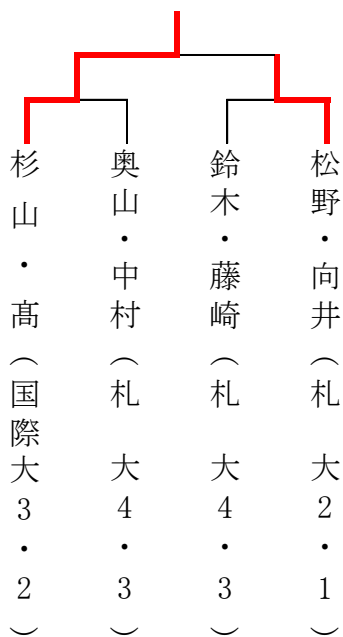 松野・向井（札　大2・1）
鈴木・藤崎（札　大4・3）
奥山・中村（札　大4・3）
杉山・髙（国際大3・2）